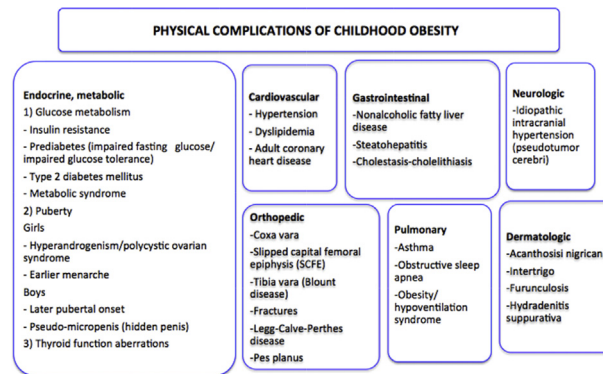 PHYSICAL COMPLICATIONS OF CHILDHOOD OBESITY
Endocrine, metabolic
1) Glucose metabolism
- Insulin resistance
- Prediabetes (impaired fasting glucose/
impaired glucose tolerance)
- Type 2 diabetes mellitus
- Metabolic syndrome
2) Puberty
Girls
- Hyperandrogenism/polycystic ovarian
syndrome
- Earlier menarche
Boys
- Later pubertal onset
- Pseudo-micropenis (hidden penis)
3) Thyroid function aberrations
Cardiovascular
- Hypertension
- Dyslipidemia
- Adult coronary
heart disease
Gastrointestinal
-Nonalcoholic fatty liver
disease
-Steatohepatitis
-Cholestasis-cholelithiasis
Neurologic
-Idiopathic
intracranial
hypertension
(pseudotumor
cerebri)
Orthopedic
-Coxa vara
-Slipped capital femoral
epiphysis (SCFE)
-Tibia vara (Blount
disease)
-Fractures
-Legg-Calve-Perthes
disease
-Pes planus
Pulmonary
-Asthma
-Obstructive sleep
apnea
-Obesity/
hypoventilation
syndrome
Dermatologic
-Acanthosisi nigrican
-Intertrigo
-Furunculosis
-Hydradenitis
suppurativa